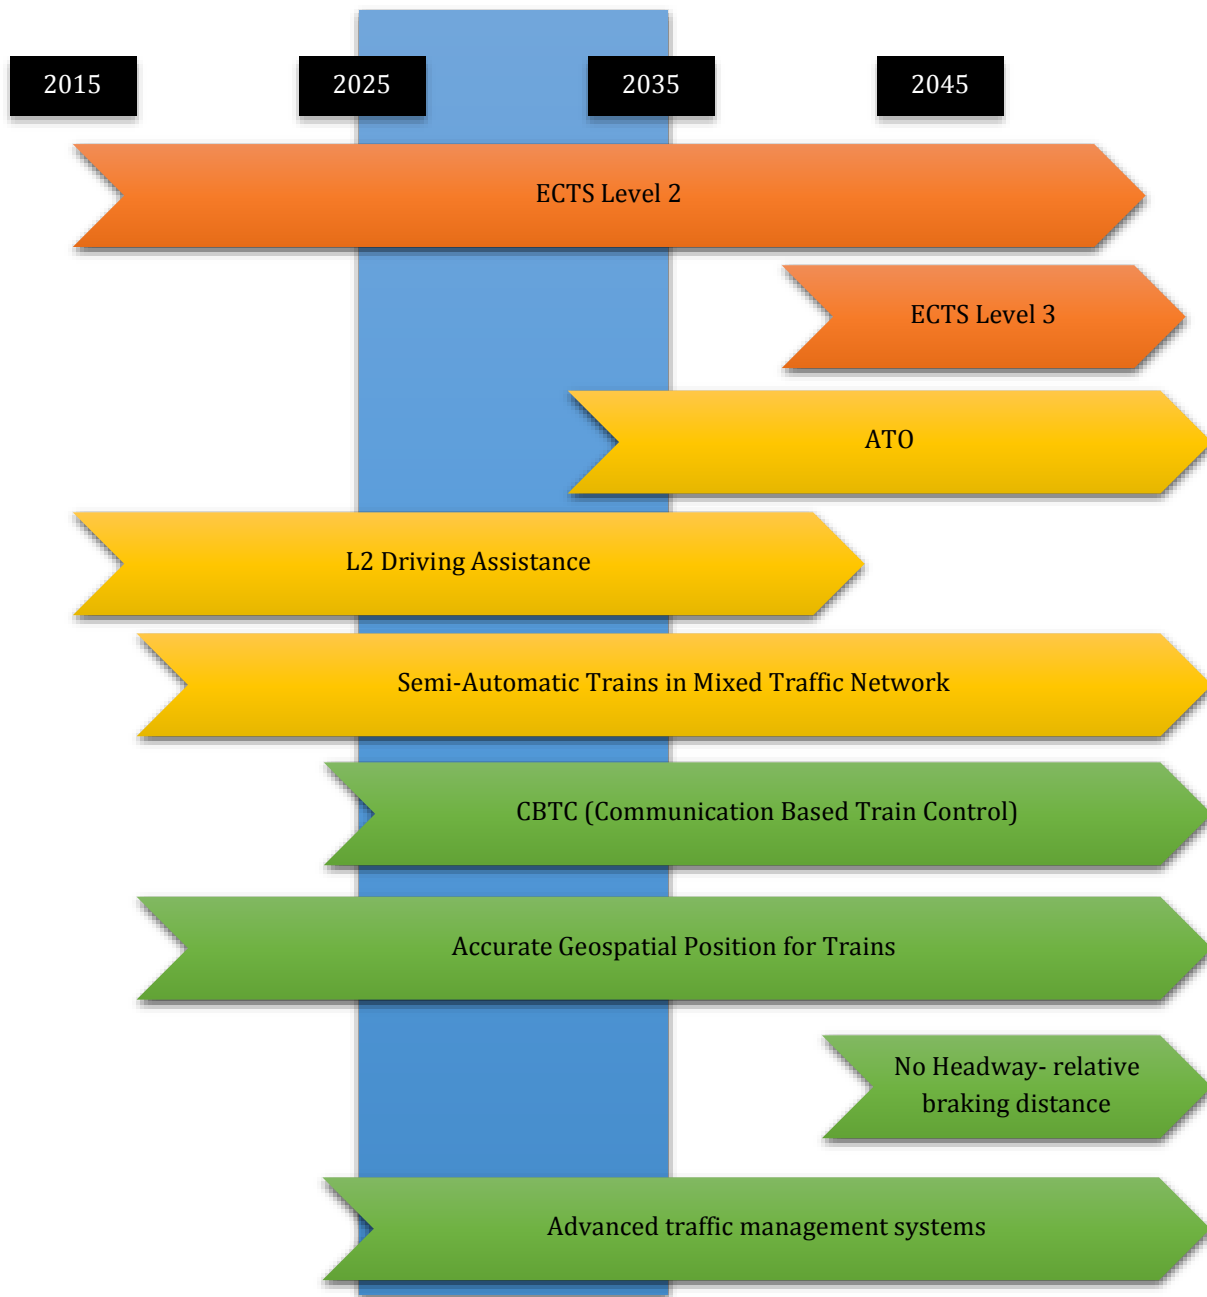 2015
2025
2035
2045
ECTS Level 2
ECTS Level 3
ATO
L2 Driving Assistance
Semi-Automatic Trains in Mixed Traffic Network
CBTC (Communication Based Train Control)
Accurate Geospatial Position for Trains
No Headway- relative
braking distance
Advanced traffic management systems